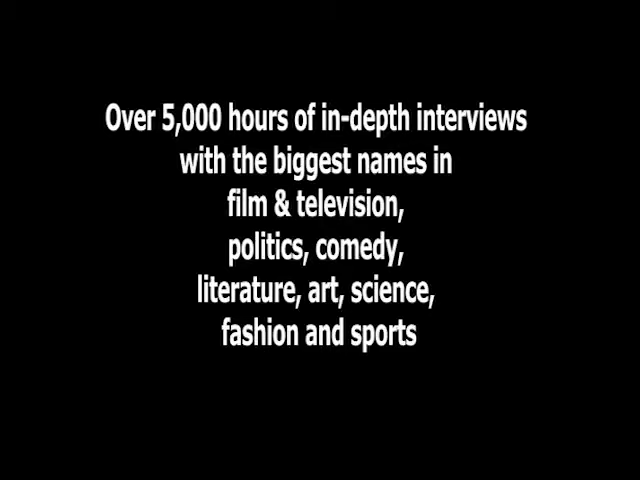 Over 5,000 hours of in-depth interviews
with the biggest names in
film & television,
politics, comedy,
literature, art, science,
fashion and sports